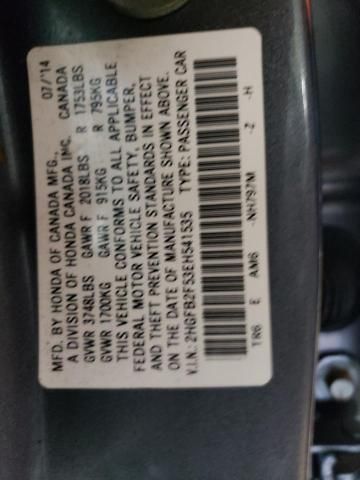 MFD. BY HONDA OF CANADA MFG., 07/'14
A DIVISION OF HONDA CANADA INC. CANADA
GVWR 3748LBS GAWR F 2018LBS R 1753LBS
GVWR 1700KG GAWR F 915KG R 795KG
THIS VEHICLE CONFORMS TO ALL APPLICABLE
FEDERAL MOTOR VEHICLE SAFETY, BUMPER,
AND THEFT PREVENTION STANDARDS IN EFFECT
ON THE DATE OF MANUFACTURE SHOWN ABOVE.
V.I.N.: 2HGFB2F53EH541535 TYPE: PASSENGER CAR
TR6 E AM6 -NH797M -Z -H